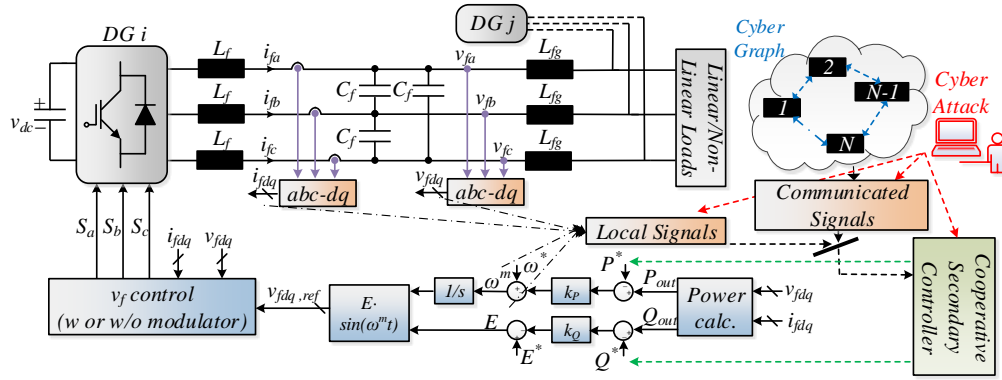 DG i
DG j
L_f
i_fa
v_fa
L_fg
C_f
C_f
v_dc
+
−
L_f
i_fb
v_fb
L_fg
C_f
L_f
i_fc
v_fc
L_fg
Linear/Non-
Linear Loads
Cyber
Graph
2
N-1
1
N
Cyber
Attack
i_fdq
abc-dq
v_fdq
abc-dq
Communicated
Signals
Local Signals
S_a
S_b
S_c
i_fdq
v_fdq
v_f control
(w or w/o modulator)
v_fdq,ref
E·
sin(ω^m t)
1/s
ω^m
ω^*
k_P
P^*
P_out
E
E^*
k_Q
Q_out
Q^*
Power
calc.
v_fdq
i_fdq
Cooperative
Secondary
Controller